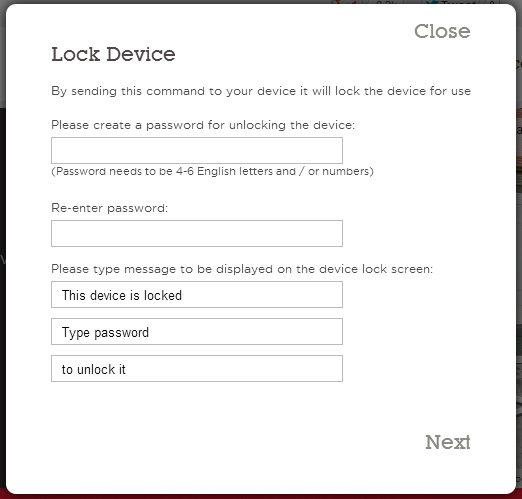 Close
Lock Device
By sending this command to your device it will lock the device for use
Please create a password for unlocking the device:
(Password needs to be 4-6 English letters and / or numbers)
Re-enter password:
Please type message to be displayed on the device lock screen:
This device is locked
Type password
to unlock it
Next